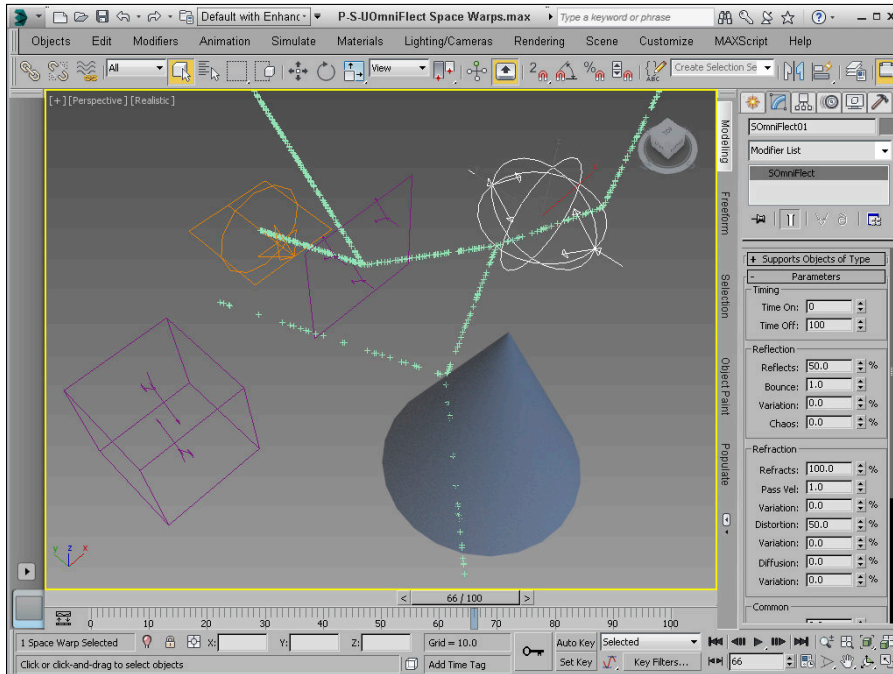 Default with Enhanc
P-S-UOmniFlect Space Warps.max
Type a keyword or phrase
Objects Edit Modifiers Animation Simulate Materials Lighting/Cameras Rendering Scene Customize MAXScript Help
All
View
2
%
ABC
Create Selection Se
[+] [Perspective] [Realistic]
Modeling
Freeform
Selection
Object Paint
Populate
SOmniFlect01
Modifier List
SOmniFlect
+ Supports Objects of Type
- Parameters
Timing
Time On: 0
Time Off: 100
Reflection
Reflects: 50.0 %
Bounce: 1.0
Variation: 0.0 %
Chaos: 0.0 %
Refraction
Refracts: 100.0 %
Pass Vel: 1.0
Variation: 0.0 %
Distortion: 50.0 %
Variation: 0.0 %
Diffusion: 0.0 %
Variation: 0.0 %
Common
y z x
< 66 / 100 >
0 10 20 30 40 50 60 70 80 90 100
1 Space Warp Selected X: Y: Z: Grid = 10.0 Auto Key Selected
Click or click-and-drag to select objects Add Time Tag Set Key Key Filters... 66